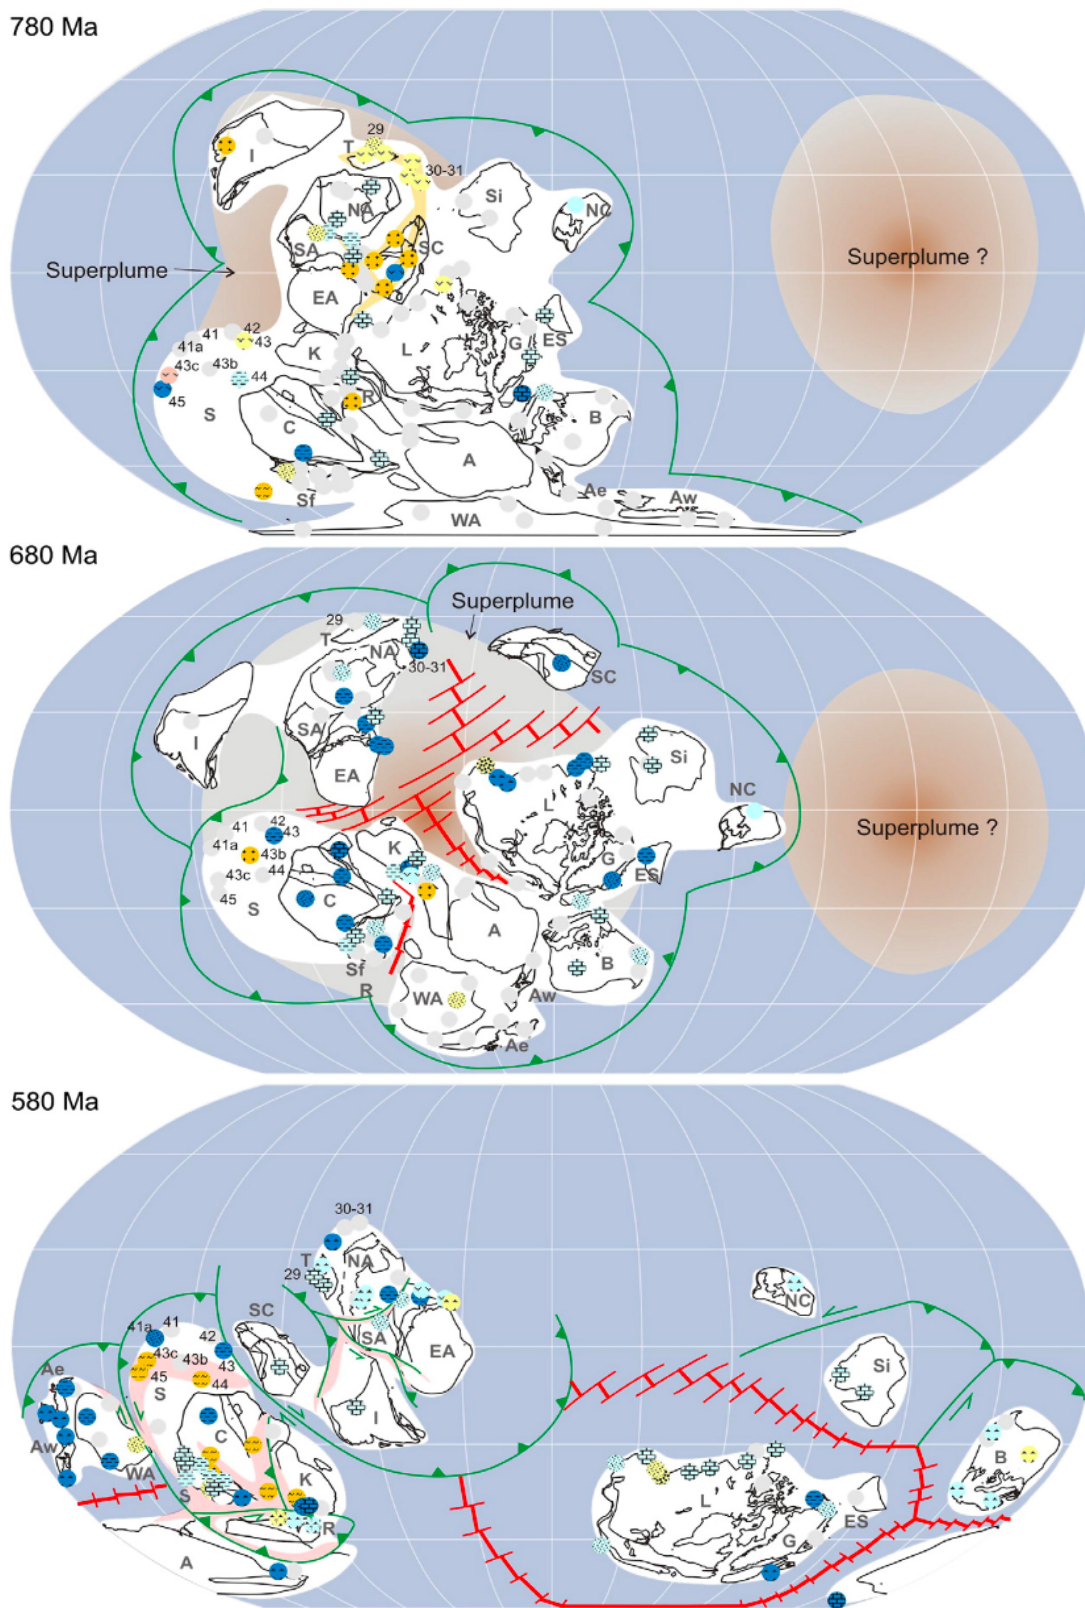 780 Ma
29
T
I
30-31
NA
Si
NC
SA
SC
Superplume
Superplume ?
EA
41
42
43
41a
43c
43b
44
45
K
L
G
ES
S
R
C
B
A
Sf
Ae
Aw
WA
680 Ma
Superplume
29
T
NA
30-31
SC
I
SA
EA
Si
NC
L
Superplume ?
41
42
43
41a
43b
43c
44
45
K
G
ES
S
C
A
B
Sf
R
WA
Aw
Ae
580 Ma
30-31
T
NA
29
NC
SC
41
41a
42
SA
EA
43c
43b
43
45
44
Si
Ae
S
I
Aw
C
B
WA
K
L
ES
S
R
G
A